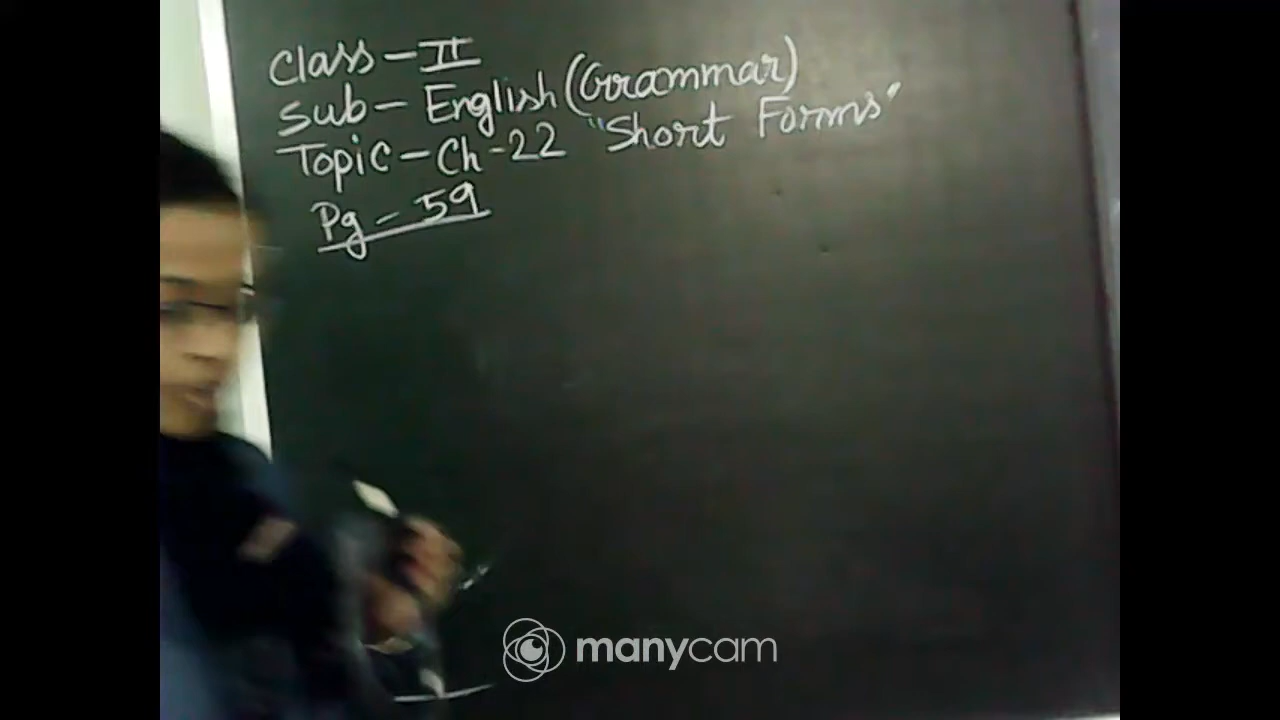 Class - II
Sub - English (Grammar)
Topic - Ch - 22 "Short Forms"
Pg - 59
manycam